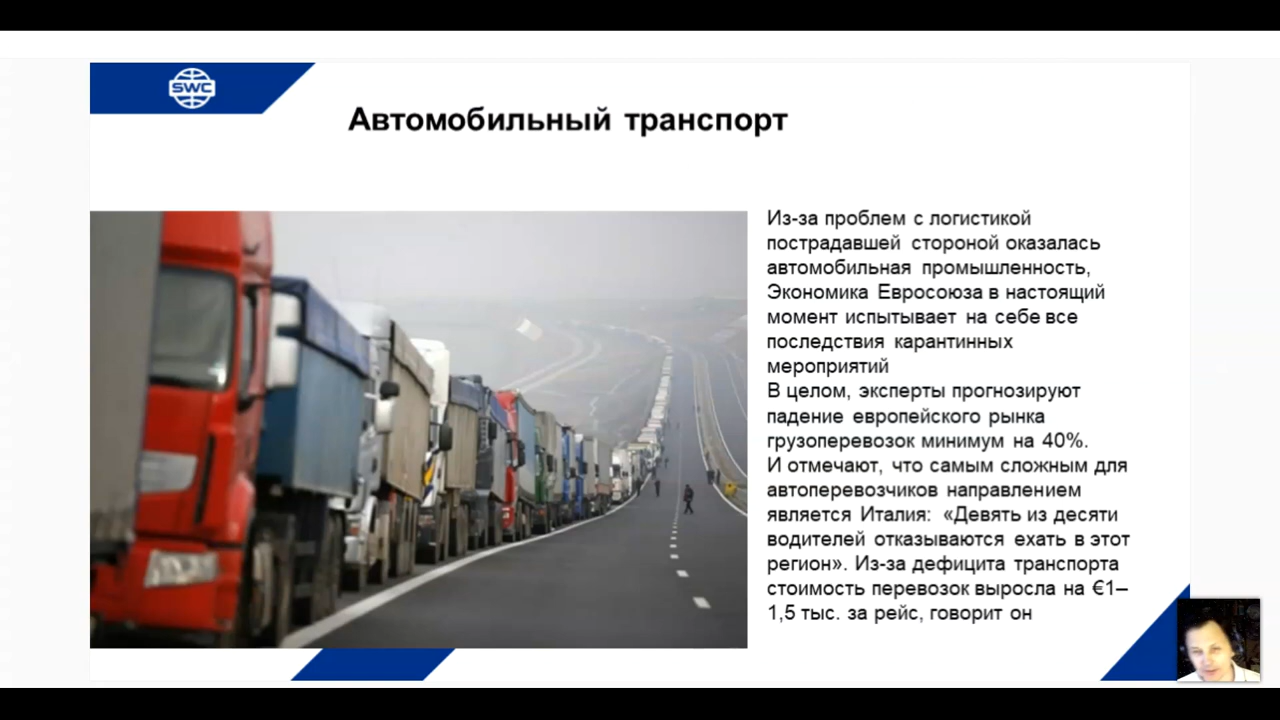 SWC
Автомобильный транспорт
Из-за проблем с логистикой
пострадавшей стороной оказалась
автомобильная промышленность,
Экономика Евросоюза в настоящий
момент испытывает на себе все
последствия карантинных
мероприятий
В целом, эксперты прогнозируют
падение европейского рынка
грузоперевозок минимум на 40%.
И отмечают, что самым сложным для
автоперевозчиков направлением
является Италия: «Девять из десяти
водителей отказываются ехать в этот
регион». Из-за дефицита транспорта
стоимость перевозок выросла на €1–
1,5 тыс. за рейс, говорит он